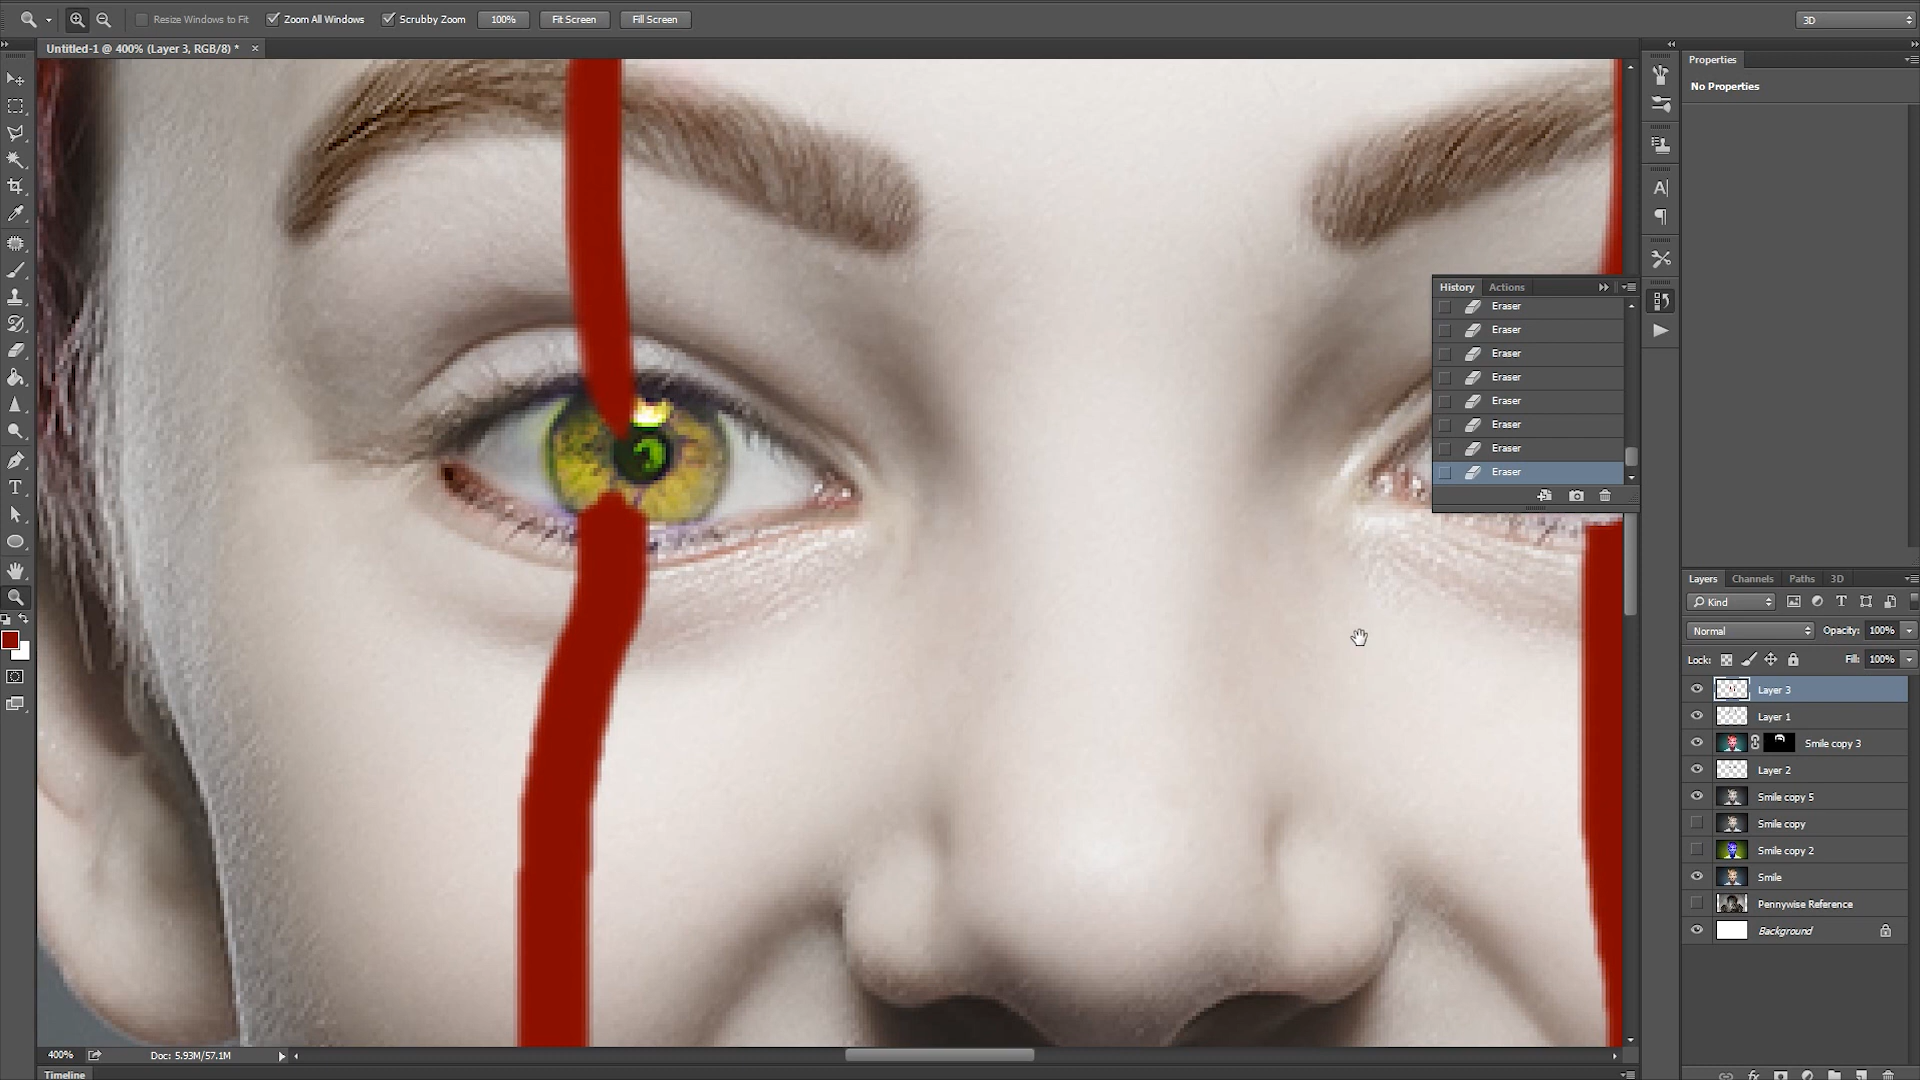 Resize Windows to Fit Zoom All Windows Scrubby Zoom 100% Fit Screen Fill Screen 3D
Untitled-1 @ 400% (Layer 3, RGB/8) * ×
Properties
No Properties
History Actions
Eraser
Eraser
Eraser
Eraser
Eraser
Eraser
Eraser
Eraser
Layers Channels Paths 3D
Kind
Normal Opacity: 100%
Lock: Fill: 100%
Layer 3
Layer 1
Smile copy 3
Layer 2
Smile copy 5
Smile copy
Smile copy 2
Smile
Pennywise Reference
Background
400% Doc: 5.93M/57.1M
Timeline